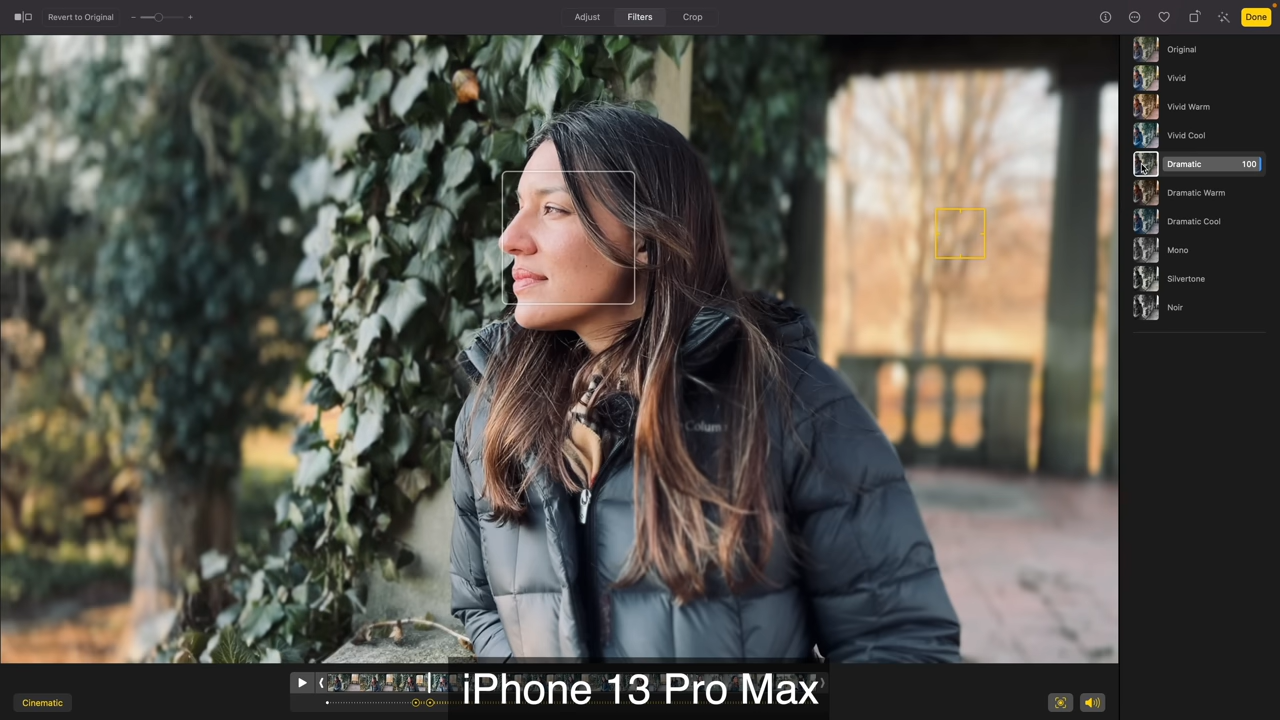 Revert to Original
Adjust
Filters
Crop
Done
Original
Vivid
Vivid Warm
Vivid Cool
Dramatic 100
Dramatic Warm
Dramatic Cool
Mono
Silvertone
Noir
Colum
Cinematic
iPhone 13 Pro Max